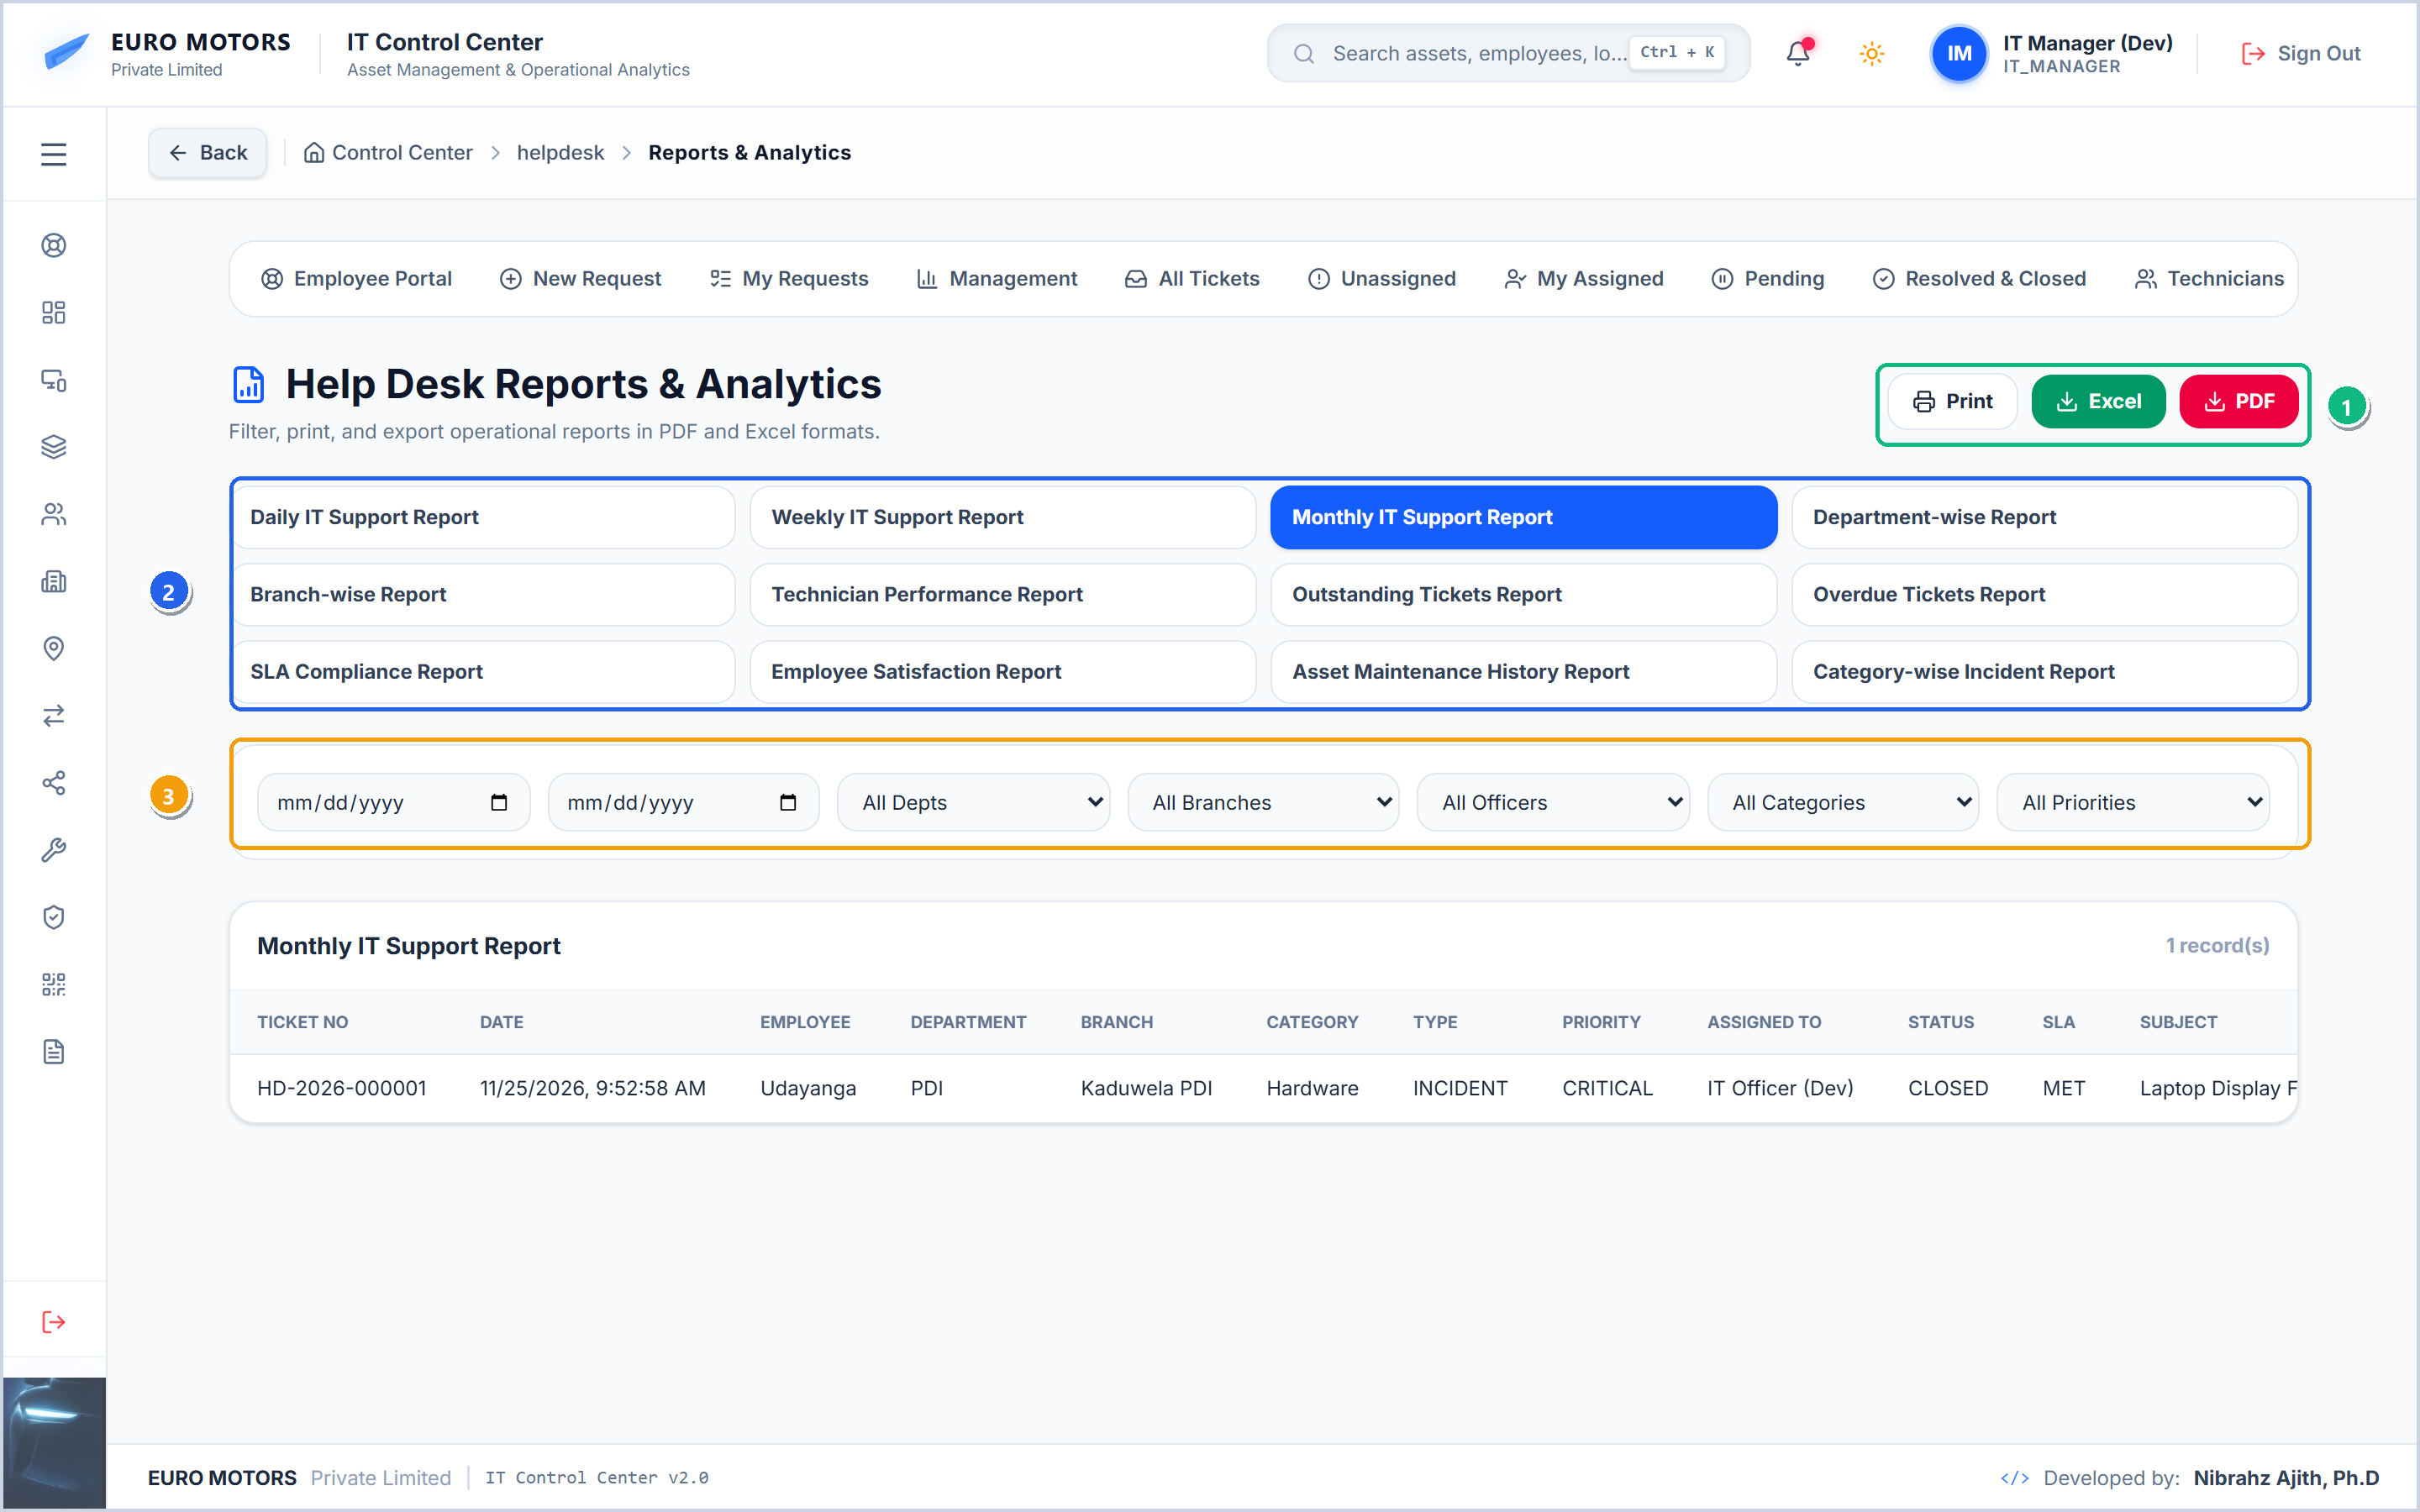 EURO MOTORS
Private Limited
IT Control Center
Asset Management & Operational Analytics
Search assets, employees, lo...
Ctrl + K
IM
IT Manager (Dev)
IT_MANAGER
Sign Out
Back
Control Center
helpdesk
Reports & Analytics
Employee Portal
New Request
My Requests
Management
All Tickets
Unassigned
My Assigned
Pending
Resolved & Closed
Technicians
Help Desk Reports & Analytics
Filter, print, and export operational reports in PDF and Excel formats.
Print
Excel
PDF
1
Daily IT Support Report
Weekly IT Support Report
Monthly IT Support Report
Department-wise Report
2
Branch-wise Report
Technician Performance Report
Outstanding Tickets Report
Overdue Tickets Report
SLA Compliance Report
Employee Satisfaction Report
Asset Maintenance History Report
Category-wise Incident Report
3
mm/dd/yyyy
mm/dd/yyyy
All Depts
All Branches
All Officers
All Categories
All Priorities
Monthly IT Support Report
1 record(s)
TICKET NO DATE EMPLOYEE DEPARTMENT BRANCH CATEGORY TYPE PRIORITY ASSIGNED TO STATUS SLA SUBJECT
HD-2026-000001 11/25/2026, 9:52:58 AM Udayanga PDI Kaduwela PDI Hardware INCIDENT CRITICAL IT Officer (Dev) CLOSED MET Laptop Display F
EURO MOTORS Private Limited
IT Control Center v2.0
</> Developed by: Nibrahz Ajith, Ph.D